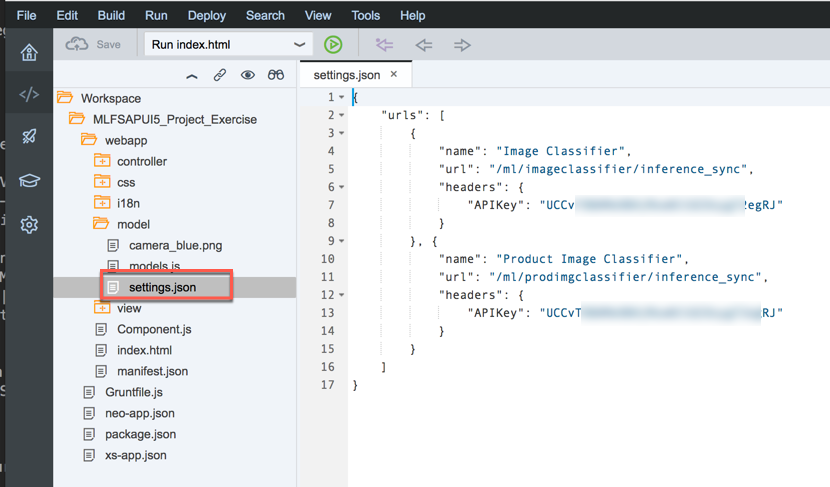 File Edit Build Run Deploy Search View Tools Help
Save Run index.html
settings.json ×
Workspace
MLFSAPUI5_Project_Exercise
webapp
controller
css
i18n
model
camera_blue.png
models.js
settings.json
view
Component.js
index.html
manifest.json
Gruntfile.js
neo-app.json
package.json
xs-app.json
1 {
2 "urls": [
3 {
4 "name": "Image Classifier",
5 "url": "/ml/imageclassifier/inference_sync",
6 "headers": {
7 "APIKey": "UCCv egRJ"
8 }
9 }, {
10 "name": "Product Image Classifier",
11 "url": "/ml/prodimgclassifier/inference_sync",
12 "headers": {
13 "APIKey": "UCCvT RJ"
14 }
15 }
16 ]
17 }